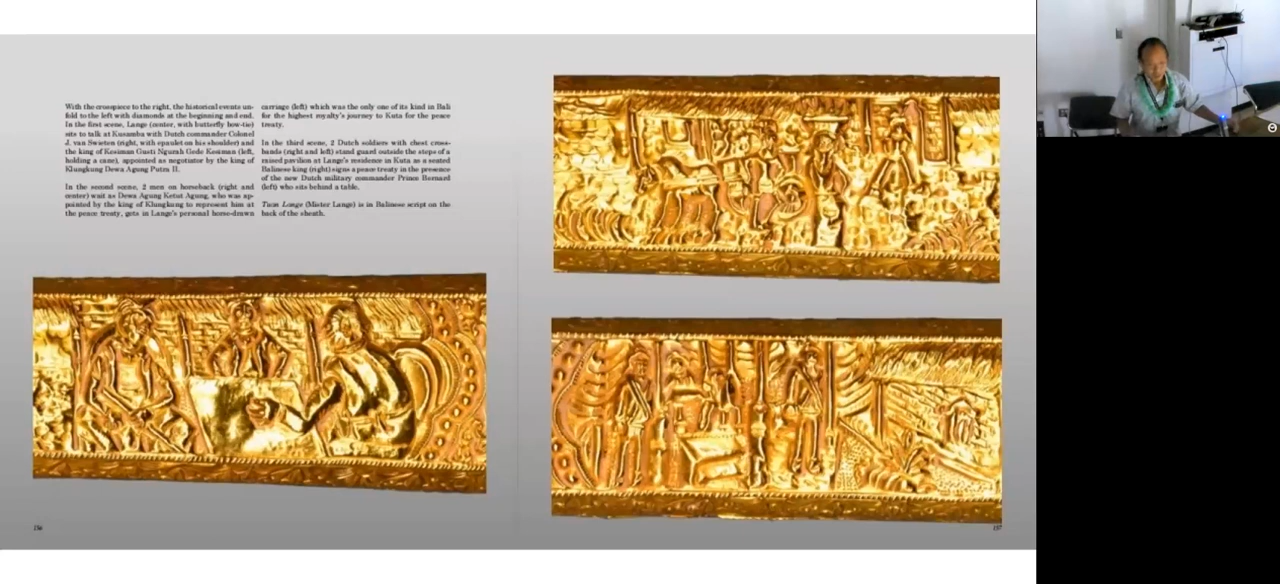 With the crosspiece to the right, the historical events un-
fold to the left with diamonds at the beginning and end.
In the first scene, Lange (center, with butterfly bow-tie)
sits to talk at Kusamba with Dutch commander Colonel
J. van Swieten (right, with epaulet on his shoulder) and
the king of Kesiman Gusti Ngurah Gede Kesiman (left,
holding a cane), appointed as negotiator by the king of
Klungkung Dewa Agung Putra II.
In the second scene, 2 men on horseback (right and
center) wait as Dewa Agung Ketut Agung, who was ap-
pointed by the king of Klungkung to represent him at
the peace treaty, gets in Lange's personal horse-drawn
carriage (left) which was the only one of its kind in Bali
for the highest royalty's journey to Kuta for the peace
treaty.
In the third scene, 2 Dutch soldiers with chest cross-
bands (right and left) stand guard outside the steps of a
raised pavilion at Lange's residence in Kuta as a seated
Balinese king (right) signs a peace treaty in the presence
of the new Dutch military commander Prince Bernard
(left) who sits behind a table.
Tuan Lange (Mister Lange) is in Balinese script on the
back of the sheath.
156
157